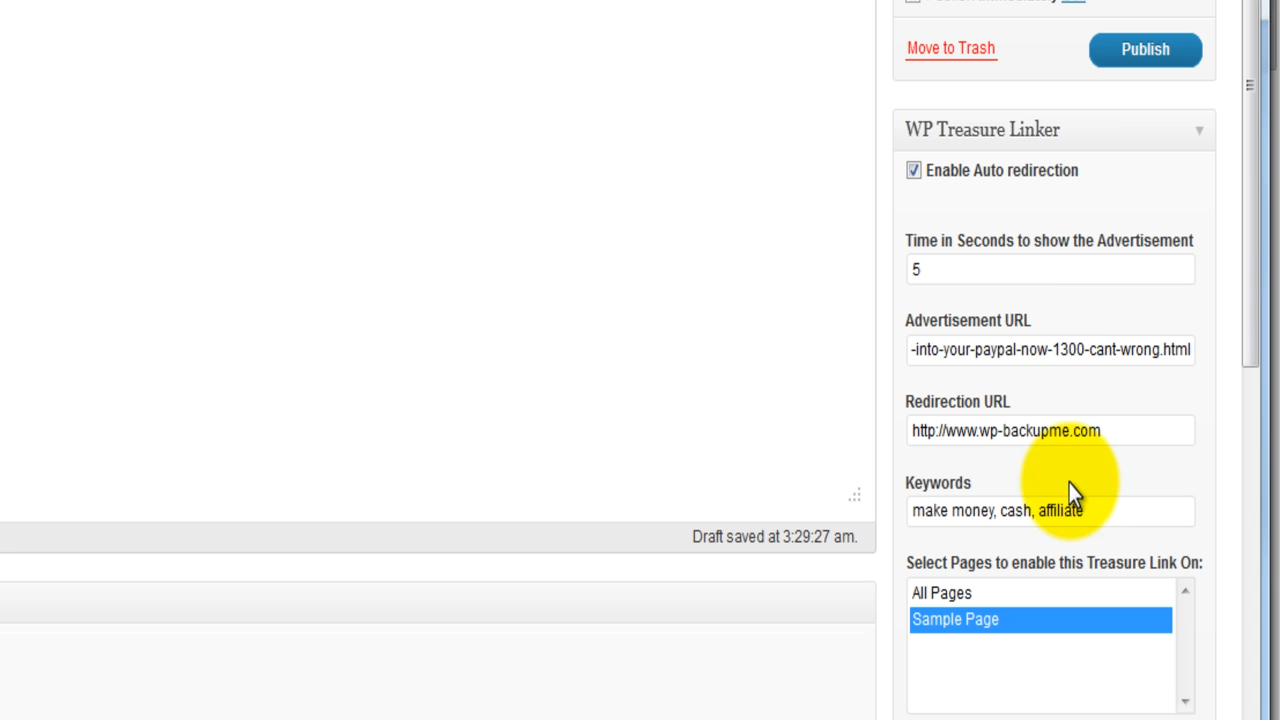 Move to Trash
Publish
WP Treasure Linker
Enable Auto redirection
Time in Seconds to show the Advertisement
5
Advertisement URL
-into-your-paypal-now-1300-cant-wrong.html
Redirection URL
http://www.wp-backupme.com
Keywords
make money, cash, affiliate
Draft saved at 3:29:27 am.
Select Pages to enable this Treasure Link On:
All Pages
Sample Page